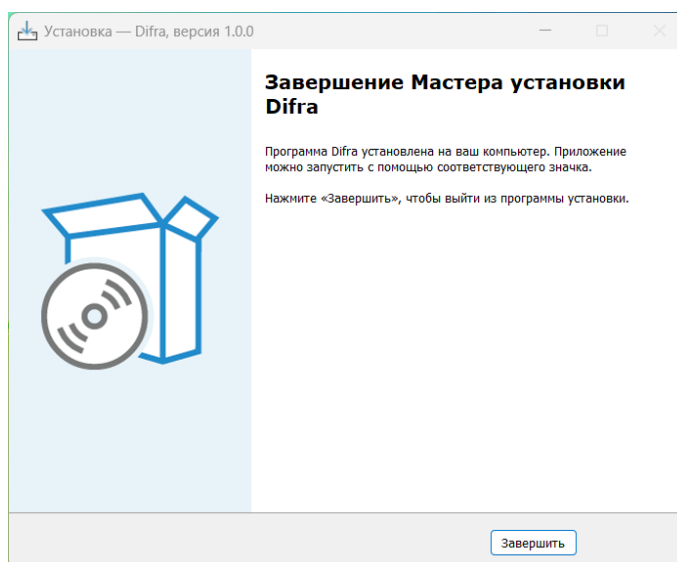 Установка — Difra, версия 1.0.0
Завершение Мастера установки
Difra
Программа Difra установлена на ваш компьютер. Приложение
можно запустить с помощью соответствующего значка.
Нажмите «Завершить», чтобы выйти из программы установки.
Завершить